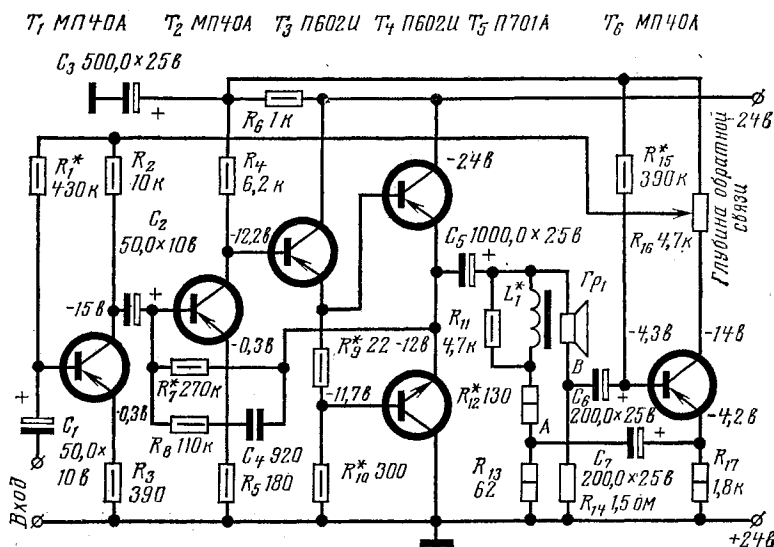 T1 МП40А T2 МП40А T3 П602И T4 П602И T5 П701А T6 МП40А
C3 500,0×25в
+
R6 1к
-24в
R1* 430к
R2 10к
R4 6,2к
-24в
R15* 390к
Глубина обратной связи
C2 50,0×10в
+
-12,2в
C5 1000,0×25в
+
R16 4,7к
-15в
-0,3в
R11 4,7к
L1*
Гр1
-4,3в
-14в
R7* 270к
R9* 22
-12в
В
+
-0,3в
-11,7в
R12* 130
C6 200,0×25в
-4,2в
+
C1 50,0×10в
R8 110к
C4 920
А
+
C7 200,0×25в
R17 1,8к
Вход
R3 390
R5 180
R10* 300
R13 62
R14 1,5 ом
+24в